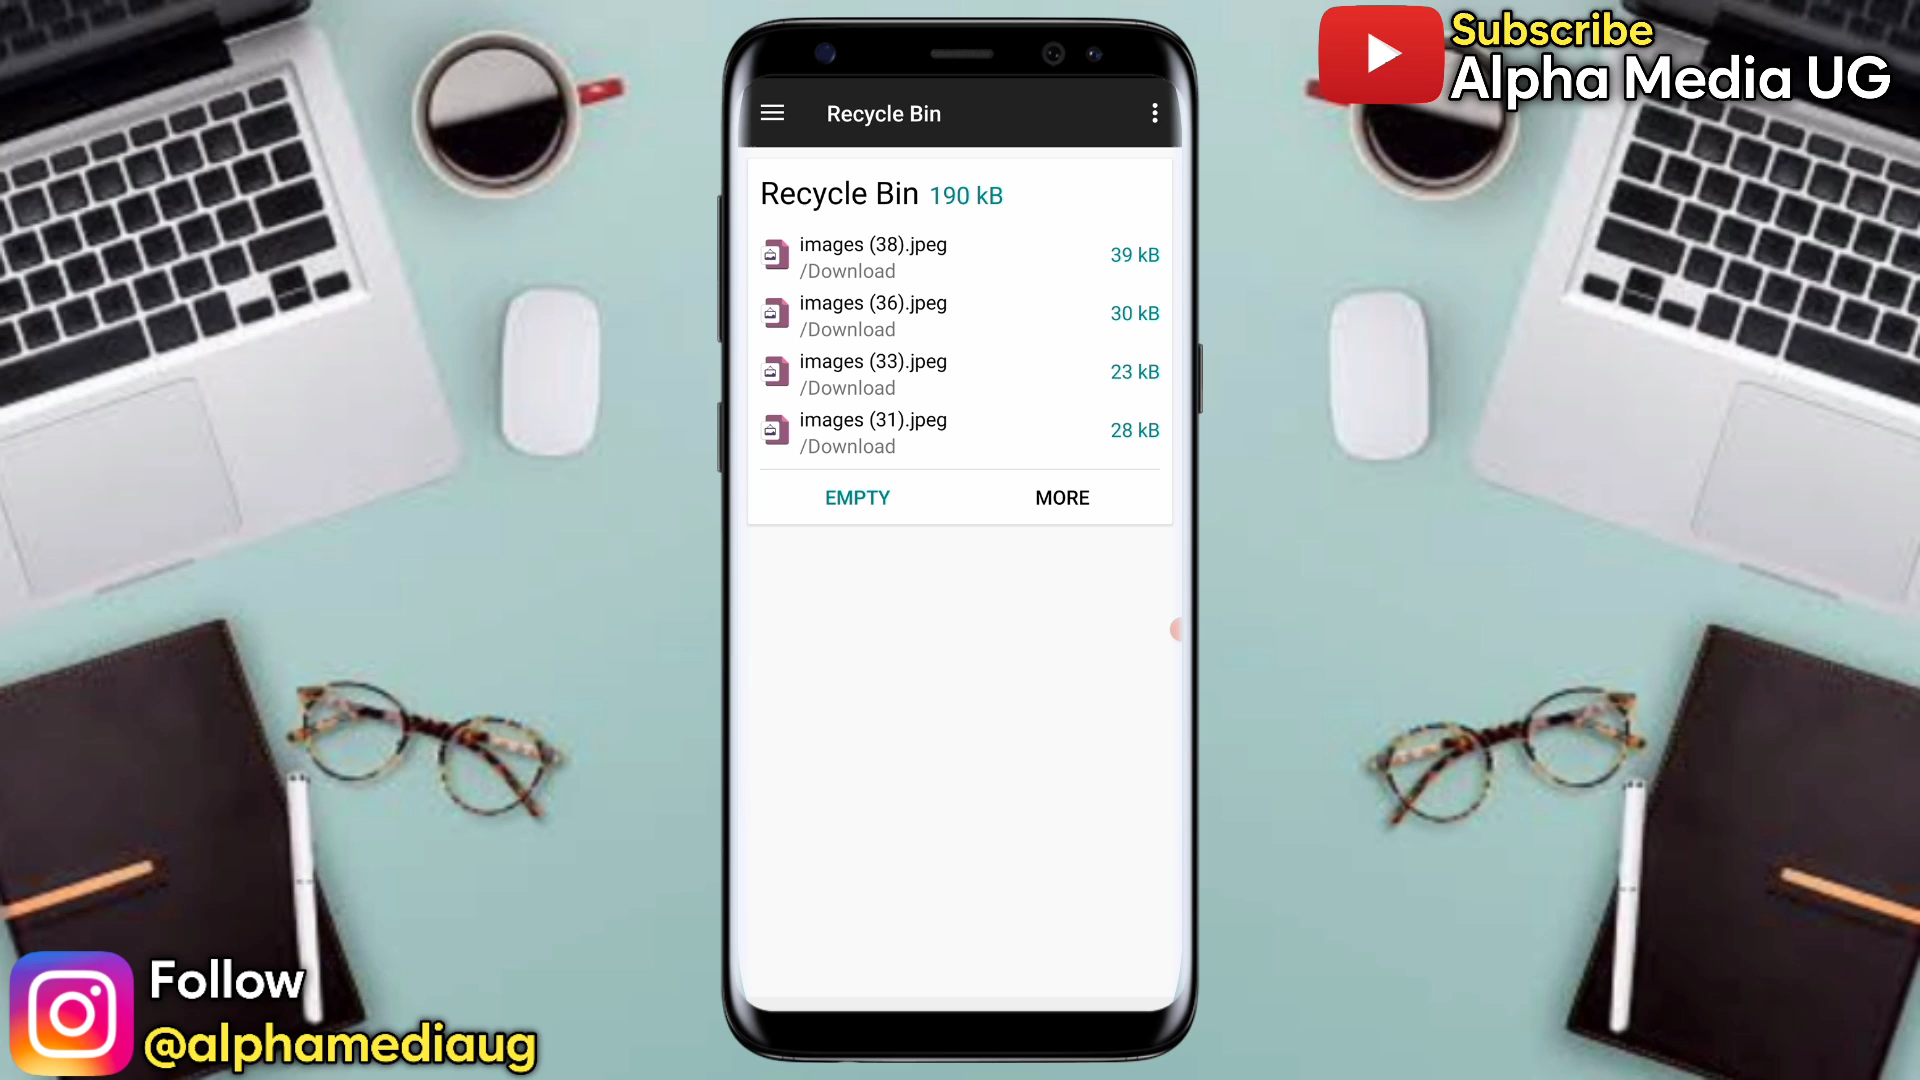 Subscribe
Alpha Media UG
Recycle Bin
Recycle Bin 190 kB
images (38).jpeg
/Download
39 kB
images (36).jpeg
/Download
30 kB
images (33).jpeg
/Download
23 kB
images (31).jpeg
/Download
28 kB
EMPTY MORE
Follow
@alphamediaug